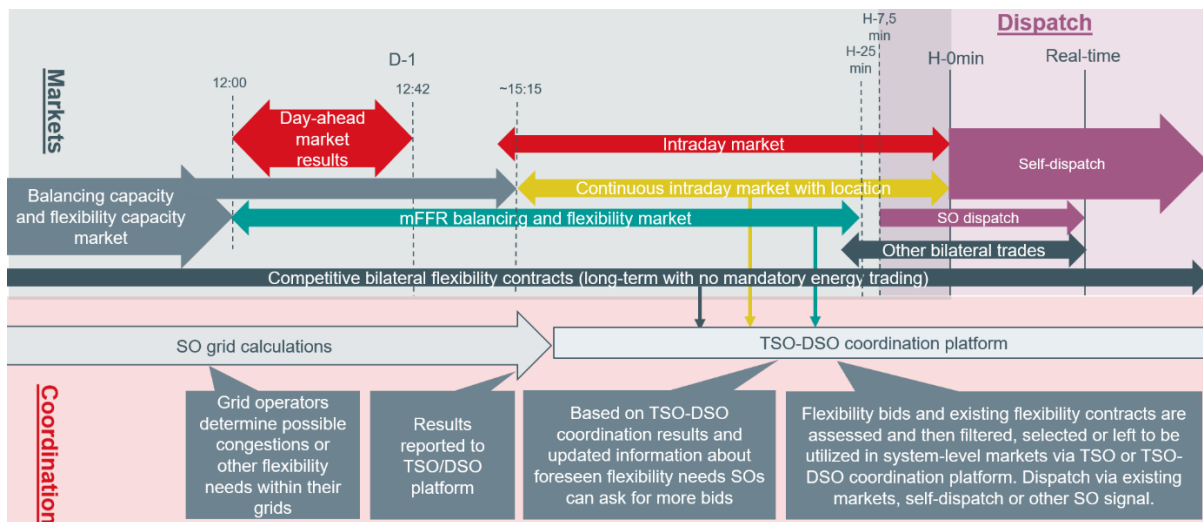 H-7,5
min
Dispatch
D-1
H-25
min
H-0min
Real-time
12:00
12:42
~15:15
Markets
Day-ahead
market
results
Intraday market
Self-dispatch
Balancing capacity
and flexibility capacity
market
Continuous intraday market with location
mFFR balancing and flexibility market
SO dispatch
Other bilateral trades
Competitive bilateral flexibility contracts (long-term with no mandatory energy trading)
SO grid calculations
TSO-DSO coordination platform
Coordination
Grid operators
determine possible
congestions or
other flexibility
needs within their
grids
Results
reported to
TSO/DSO
platform
Based on TSO-DSO
coordination results and
updated information about
foreseen flexibility needs SOs
can ask for more bids
Flexibility bids and existing flexibility contracts are
assessed and then filtered, selected or left to be
utilized in system-level markets via TSO or TSO-
DSO coordination platform. Dispatch via existing
markets, self-dispatch or other SO signal.